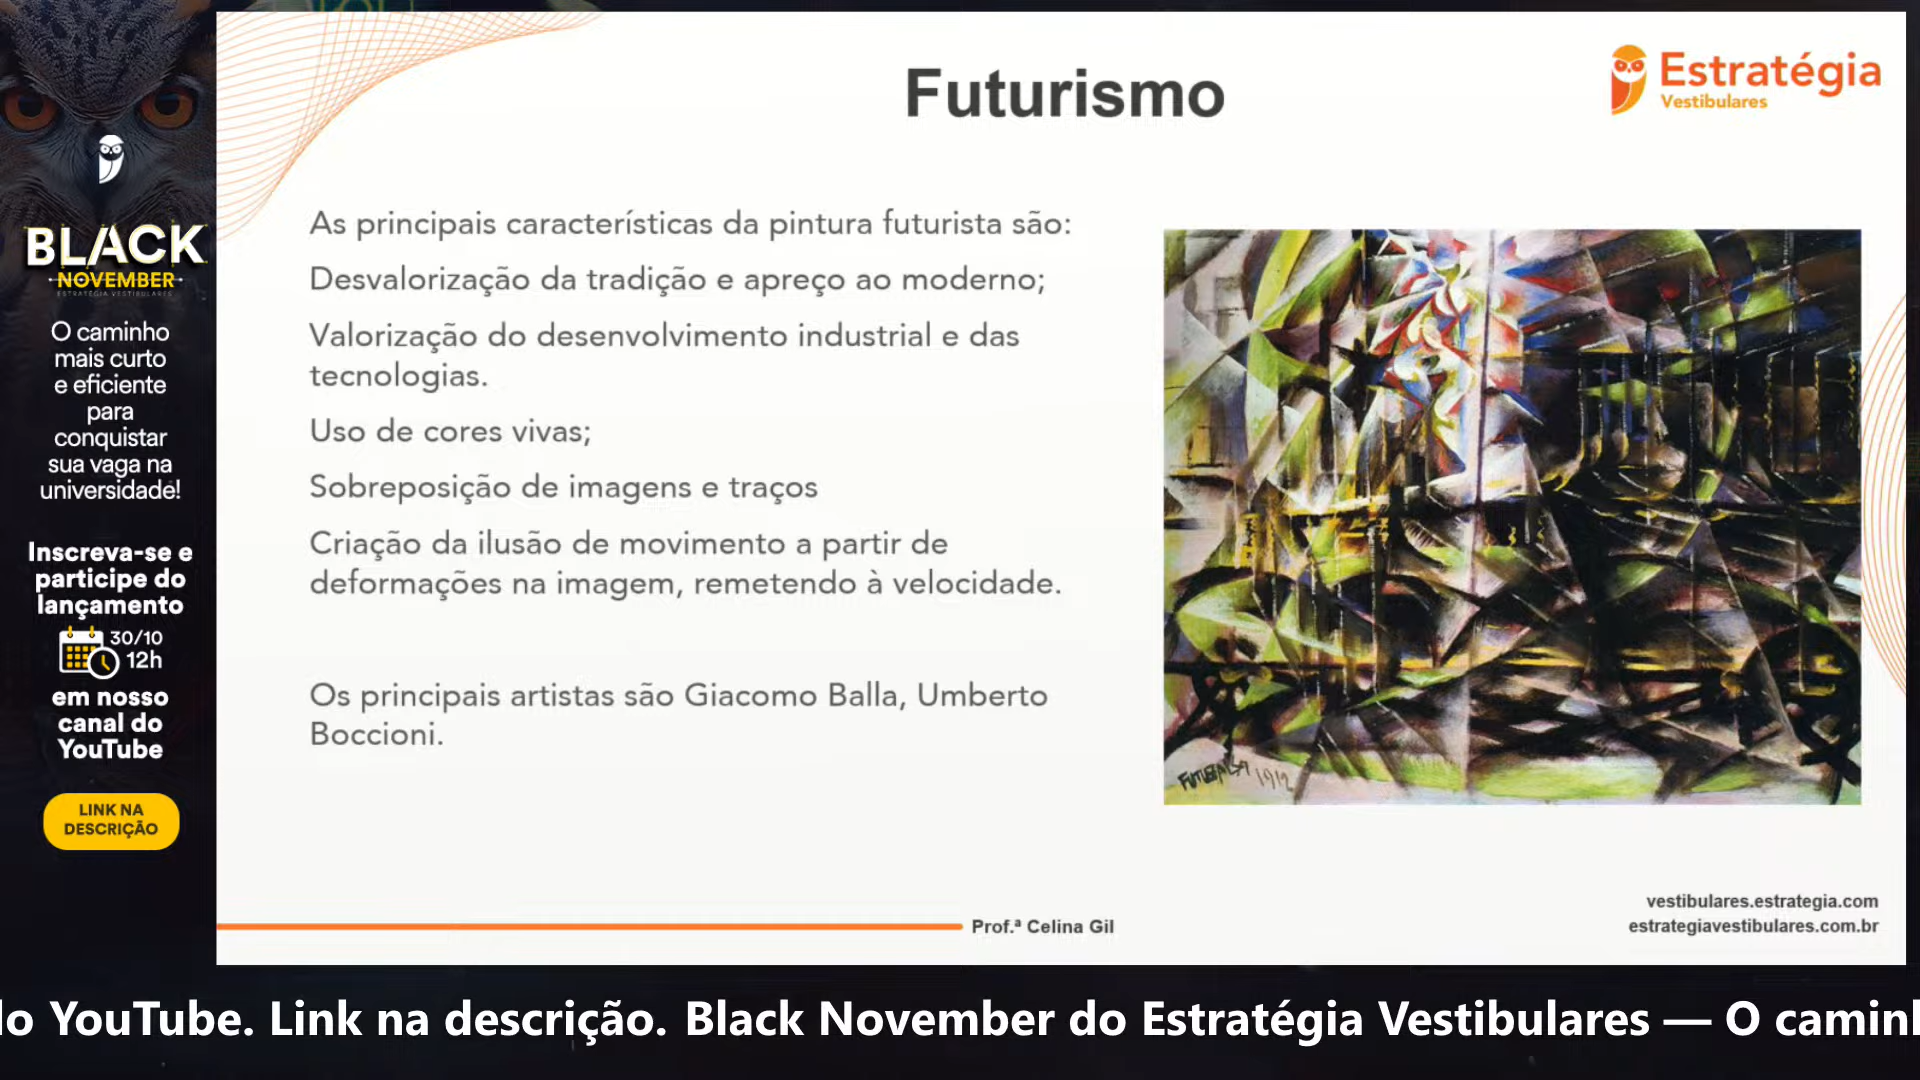 BLACK
NOVEMBER
ESTRATÉGIA VESTIBULARES
O caminho
mais curto
e eficiente
para
conquistar
sua vaga na
universidade!
Inscreva-se e
participe do
lançamento
30/10
12h
em nosso
canal do
YouTube
LINK NA
DESCRIÇÃO
Futurismo
Estratégia
Vestibulares
As principais características da pintura futurista são:
Desvalorização da tradição e apreço ao moderno;
Valorização do desenvolvimento industrial e das
tecnologias.
Uso de cores vivas;
Sobreposição de imagens e traços
Criação da ilusão de movimento a partir de
deformações na imagem, remetendo à velocidade.
Os principais artistas são Giacomo Balla, Umberto
Boccioni.
1912
Prof.ª Celina Gil
vestibulares.estrategia.com
estrategiavestibulares.com.br
do YouTube. Link na descrição. Black November do Estratégia Vestibulares — O camin